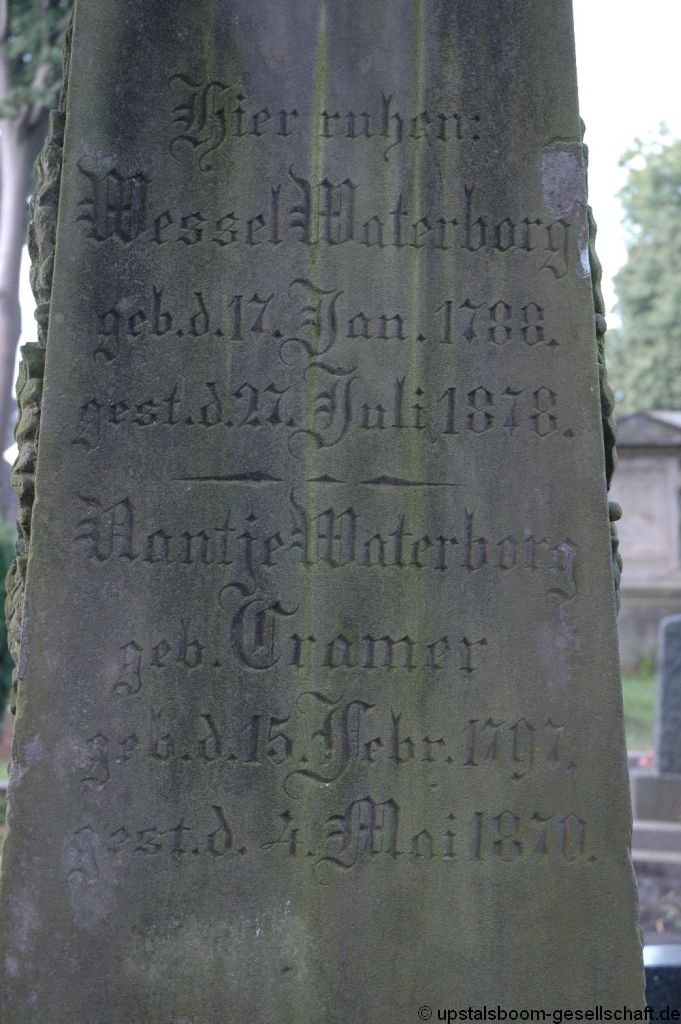 Hier ruhen:
Wessel Waterborg
geb. d. 17. Jan. 1788.
gest. d. 27. Juli 1878.
Nantje Waterborg
geb. Cramer
geb. d. 15. Febr. 1797.
gest. d. 4. Mai 1870.
© upstalsboom-gesellschaft.de